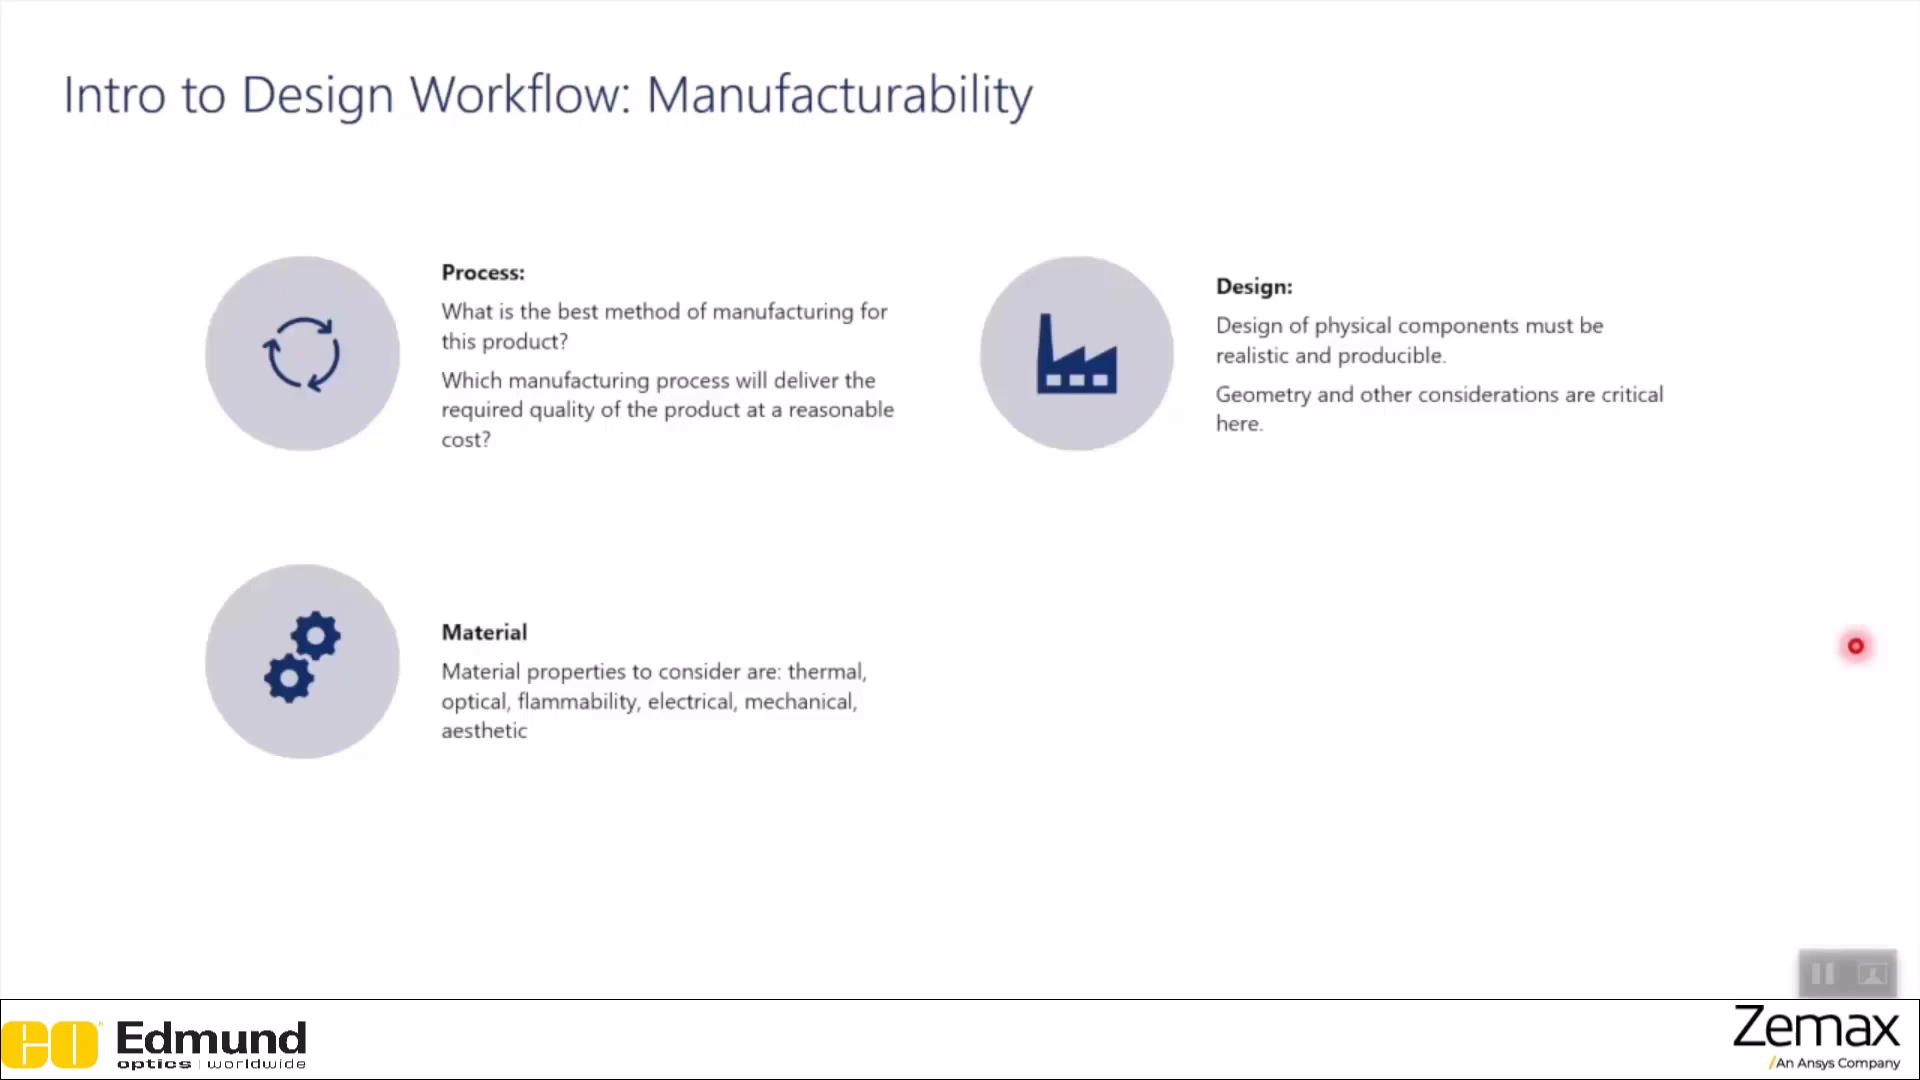 Intro to Design Workflow: Manufacturability
Process:
What is the best method of manufacturing for
this product?
Which manufacturing process will deliver the
required quality of the product at a reasonable
cost?
Design:
Design of physical components must be
realistic and producible.
Geometry and other considerations are critical
here.
Material
Material properties to consider are: thermal,
optical, flammability, electrical, mechanical,
aesthetic
EO Edmund
optics | worldwide
Zemax
/An Ansys Company